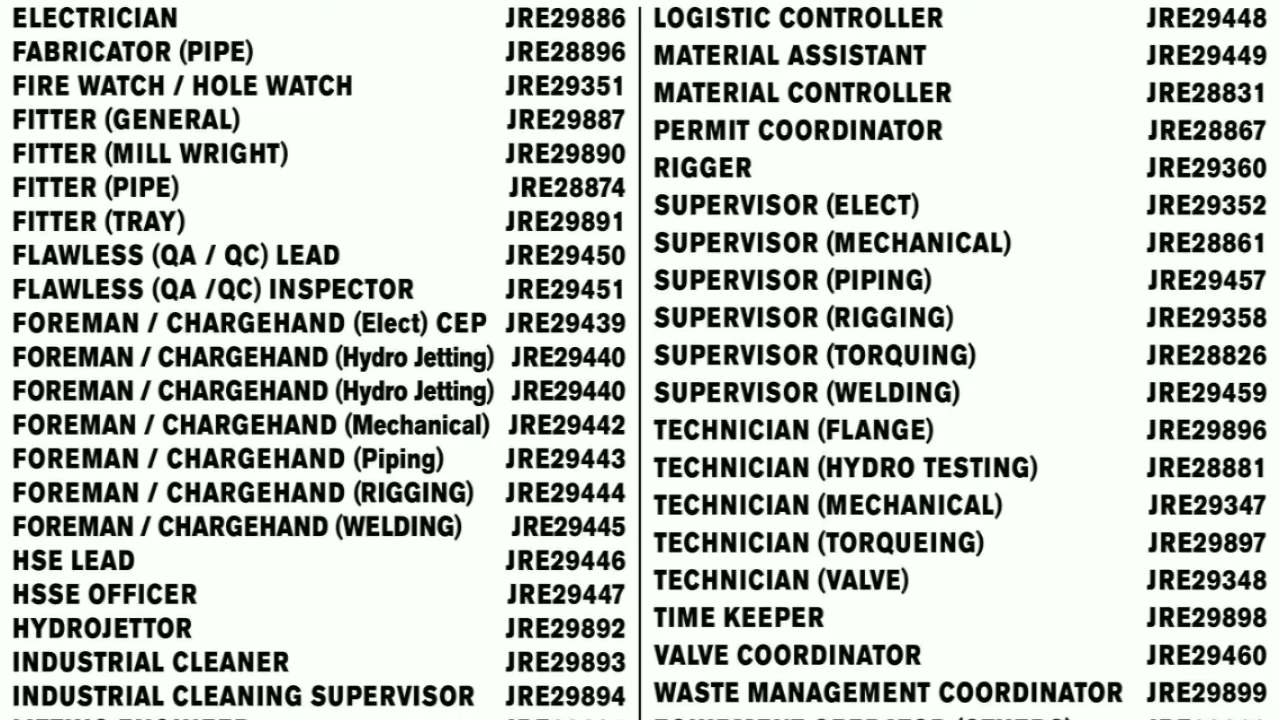 ELECTRICIAN JRE29886
FABRICATOR (PIPE) JRE28896
FIRE WATCH / HOLE WATCH JRE29351
FITTER (GENERAL) JRE29887
FITTER (MILL WRIGHT) JRE29890
FITTER (PIPE) JRE28874
FITTER (TRAY) JRE29891
FLAWLESS (QA / QC) LEAD JRE29450
FLAWLESS (QA /QC) INSPECTOR JRE29451
FOREMAN / CHARGEHAND (Elect) CEP JRE29439
FOREMAN / CHARGEHAND (Hydro Jetting) JRE29440
FOREMAN / CHARGEHAND (Hydro Jetting) JRE29440
FOREMAN / CHARGEHAND (Mechanical) JRE29442
FOREMAN / CHARGEHAND (Piping) JRE29443
FOREMAN / CHARGEHAND (RIGGING) JRE29444
FOREMAN / CHARGEHAND (WELDING) JRE29445
HSE LEAD JRE29446
HSSE OFFICER JRE29447
HYDROJETTOR JRE29892
INDUSTRIAL CLEANER JRE29893
INDUSTRIAL CLEANING SUPERVISOR JRE29894
LOGISTIC CONTROLLER JRE29448
MATERIAL ASSISTANT JRE29449
MATERIAL CONTROLLER JRE28831
PERMIT COORDINATOR JRE28867
RIGGER JRE29360
SUPERVISOR (ELECT) JRE29352
SUPERVISOR (MECHANICAL) JRE28861
SUPERVISOR (PIPING) JRE29457
SUPERVISOR (RIGGING) JRE29358
SUPERVISOR (TORQUING) JRE28826
SUPERVISOR (WELDING) JRE29459
TECHNICIAN (FLANGE) JRE29896
TECHNICIAN (HYDRO TESTING) JRE28881
TECHNICIAN (MECHANICAL) JRE29347
TECHNICIAN (TORQUEING) JRE29897
TECHNICIAN (VALVE) JRE29348
TIME KEEPER JRE29898
VALVE COORDINATOR JRE29460
WASTE MANAGEMENT COORDINATOR JRE29899